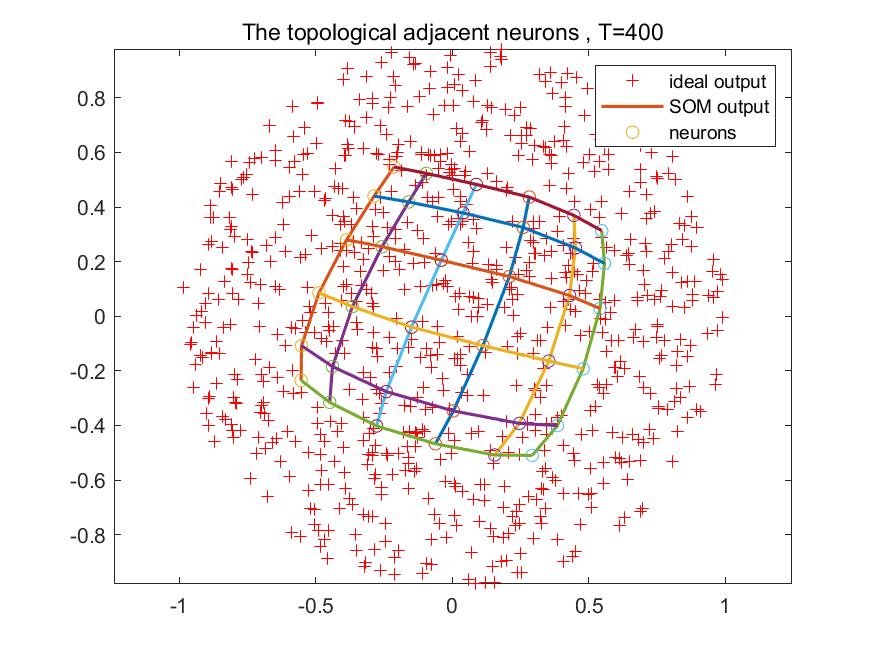 The topological adjacent neurons , T=400
ideal output
SOM output
neurons
0.8
0.6
0.4
0.2
0
-0.2
-0.4
-0.6
-0.8
-1 -0.5 0 0.5 1